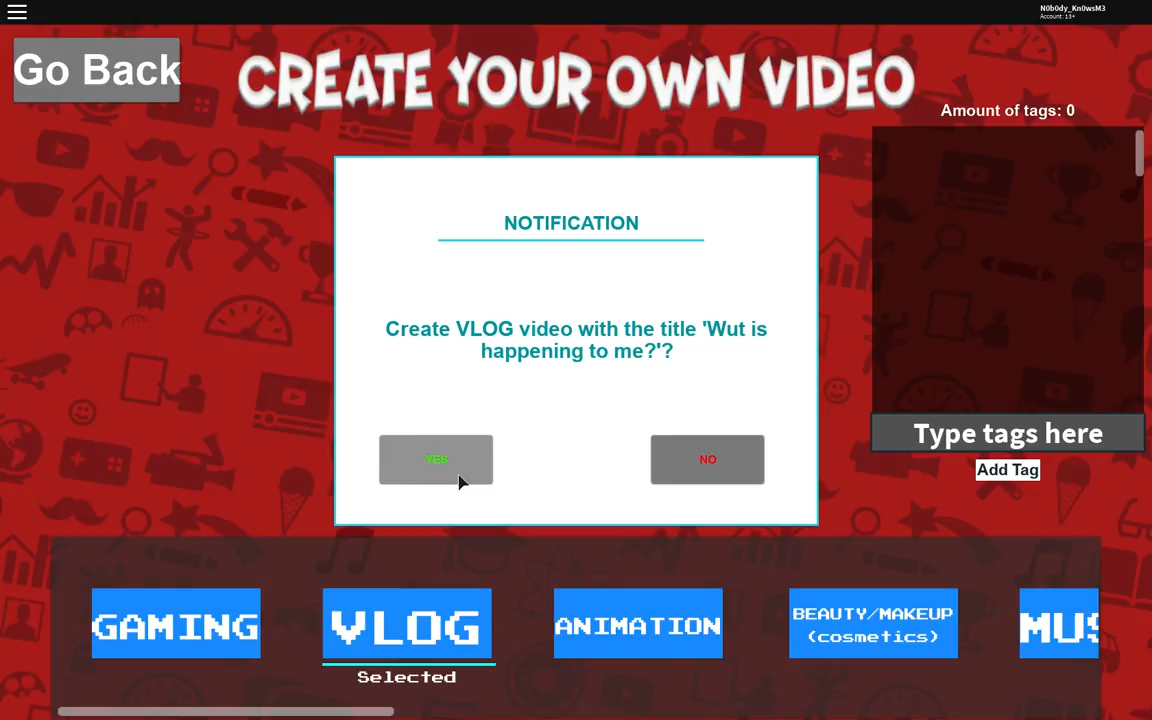 N0b0dy_Kn0wsM3
Account: 13+
Go Back
CREATE YOUR OWN VIDEO
Amount of tags: 0
NOTIFICATION
Create VLOG video with the title 'Wut is
happening to me?'?
YES
NO
Type tags here
Add Tag
GAMING
VLOG
ANIMATION
BEAUTY/MAKEUP
(cosmetics)
MUS
Selected